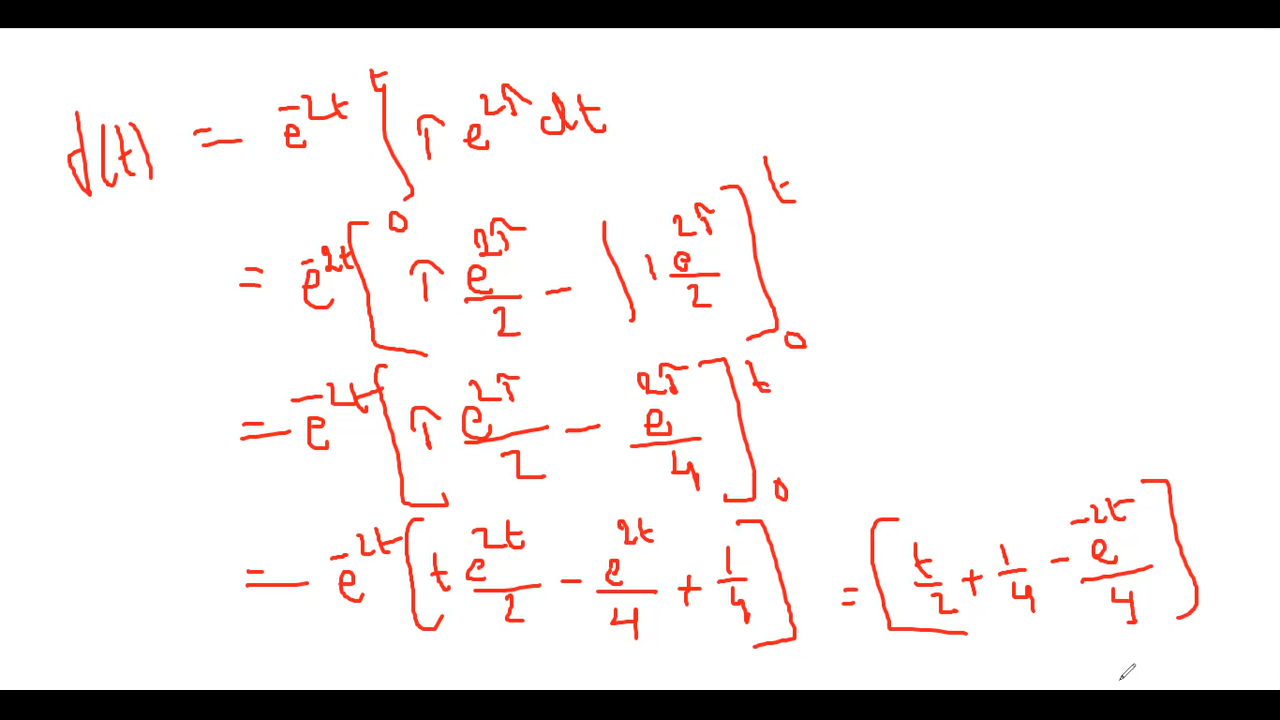 f(t) = e^{-2t} ∫_0^t τ e^{2τ} dt
= e^{-2t} [ τ e^{2τ}/2 - ∫ 1 e^{2τ}/2 ]_0^t
= e^{-2t} [ τ e^{2τ}/2 - e^{2τ}/4 ]_0^t
= e^{-2t} [ t e^{2t}/2 - e^{2t}/4 + 1/4 ] = [ t/2 + 1/4 - e^{-2t}/4 ]